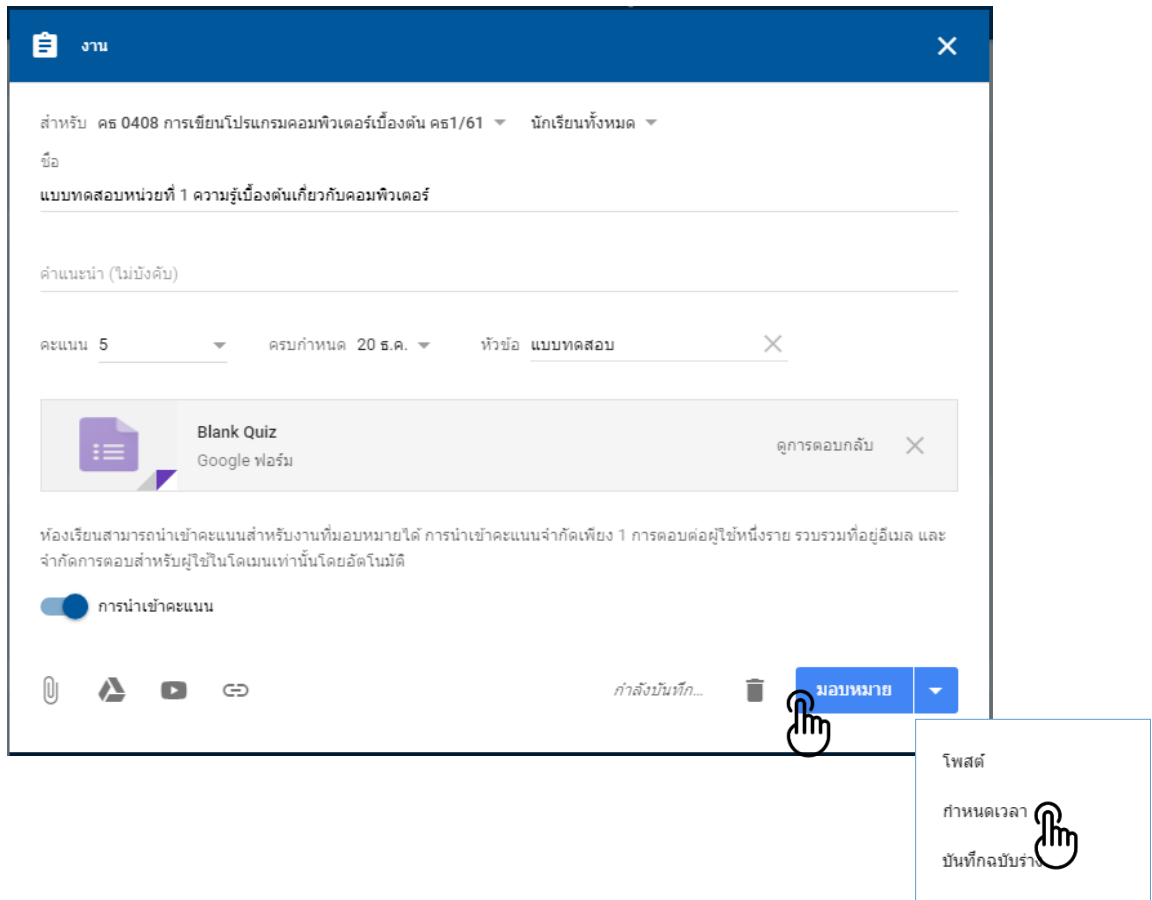 งาน
สำหรับ คธ 0408 การเขียนโปรแกรมคอมพิวเตอร์เบื้องต้น คธ1/61 นักเรียนทั้งหมด
ชื่อ
แบบทดสอบหน่วยที่ 1 ความรู้เบื้องต้นเกี่ยวกับคอมพิวเตอร์
คำแนะนำ (ไม่บังคับ)
คะแนน 5 ครบกำหนด 20 ธ.ค. หัวข้อ แบบทดสอบ
Blank Quiz
Google ฟอร์ม
ดูการตอบกลับ
ห้องเรียนสามารถนำเข้าคะแนนสำหรับงานที่มอบหมายได้ การนำเข้าคะแนนจำกัดเพียง 1 การตอบต่อผู้ใช้หนึ่งราย รวบรวมที่อยู่อีเมล และ
จำกัดการตอบสำหรับผู้ใช้ในโดเมนเท่านั้นโดยอัตโนมัติ
การนำเข้าคะแนน
กำลังบันทึก... มอบหมาย
โพสต์
กำหนดเวลา
บันทึกฉบับร่าง